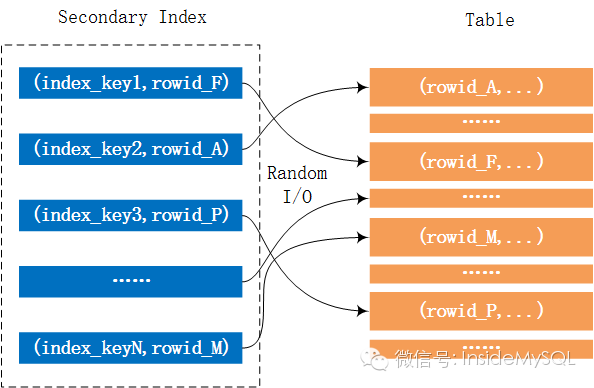 Secondary Index
Table
(index_key1,rowid_F)
(index_key2,rowid_A)
(index_key3,rowid_P)
······
(index_keyN,rowid_M)
Random
I/O
(rowid_A,...)
······
(rowid_F,...)
······
(rowid_M,...)
······
(rowid_P,...)
······
微信号: InsideMySQL